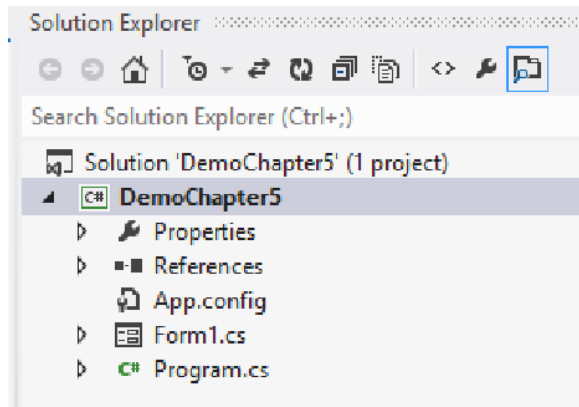 Solution Explorer
Search Solution Explorer (Ctrl+;)
Solution 'DemoChapter5' (1 project)
C# DemoChapter5
Properties
References
App.config
Form1.cs
C# Program.cs